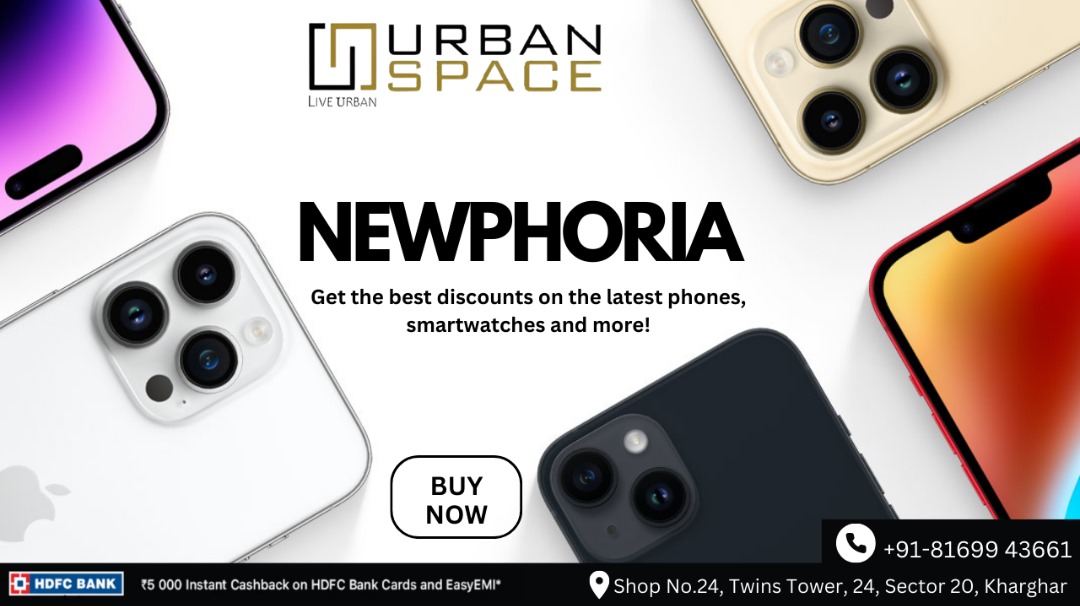 URBAN
SPACE
LIVE URBAN
NEWPHORIA
Get the best discounts on the latest phones,
smartwatches and more!
BUY
NOW
+91-81699 43661
HDFC BANK
₹5 000 Instant Cashback on HDFC Bank Cards and EasyEMI*
Shop No.24, Twins Tower, 24, Sector 20, Kharghar